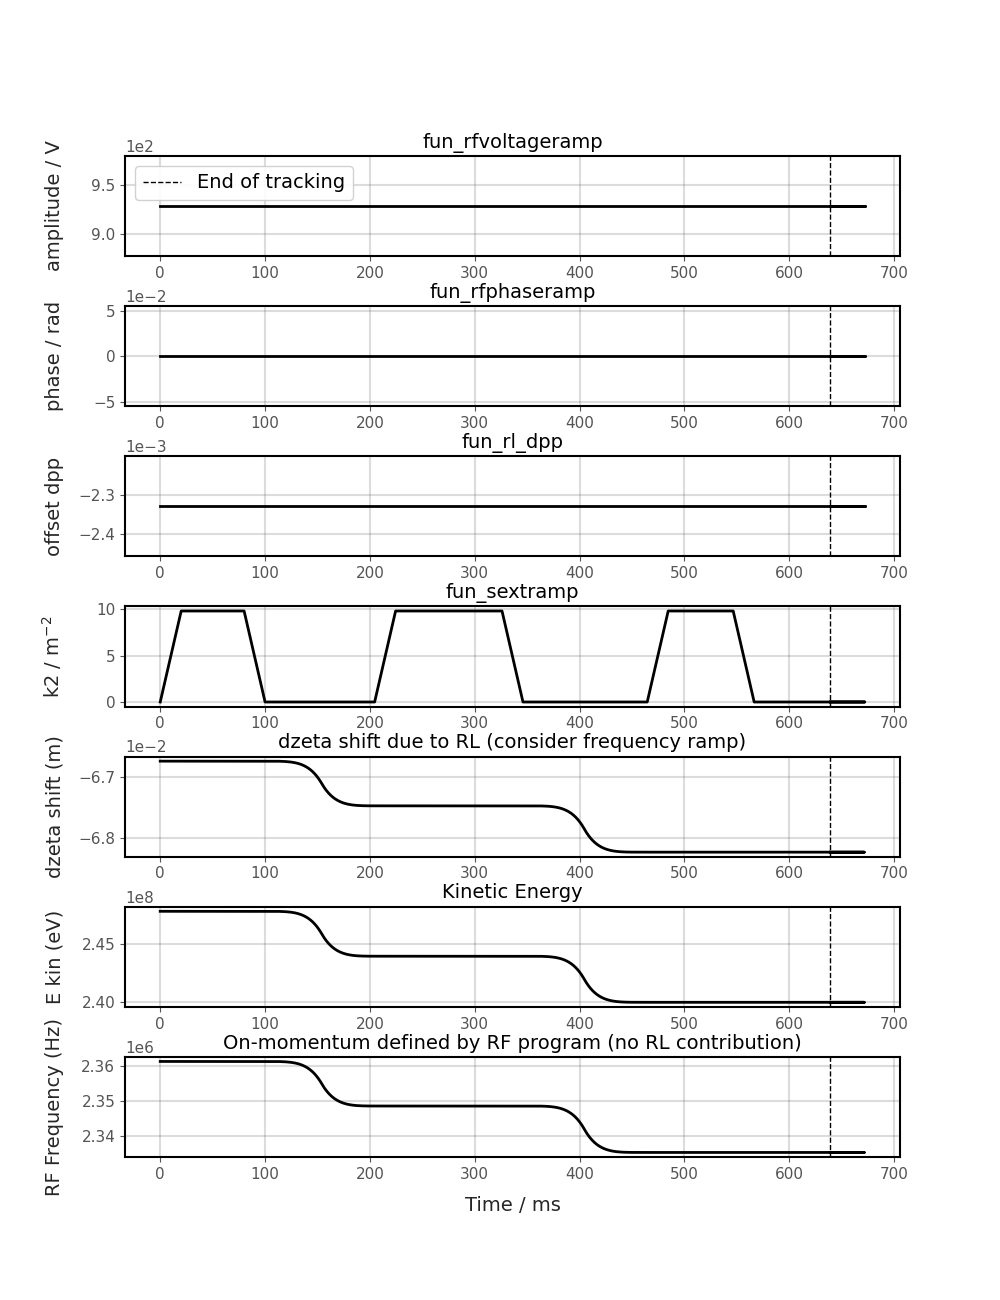 fun_rfvoltageramp
1e2
amplitude / V
9.5
9.0
End of tracking
0 100 200 300 400 500 600 700
fun_rfphaseramp
1e−2
phase / rad
5
0
−5
0 100 200 300 400 500 600 700
fun_rl_dpp
1e−3
offset dpp
−2.3
−2.4
0 100 200 300 400 500 600 700
fun_sextramp
k2 / m⁻²
10
5
0
0 100 200 300 400 500 600 700
dzeta shift due to RL (consider frequency ramp)
1e−2
dzeta shift (m)
−6.7
−6.8
0 100 200 300 400 500 600 700
Kinetic Energy
1e8
E kin (eV)
2.45
2.40
0 100 200 300 400 500 600 700
On-momentum defined by RF program (no RL contribution)
1e6
RF Frequency (Hz)
2.36
2.35
2.34
0 100 200 300 400 500 600 700
Time / ms